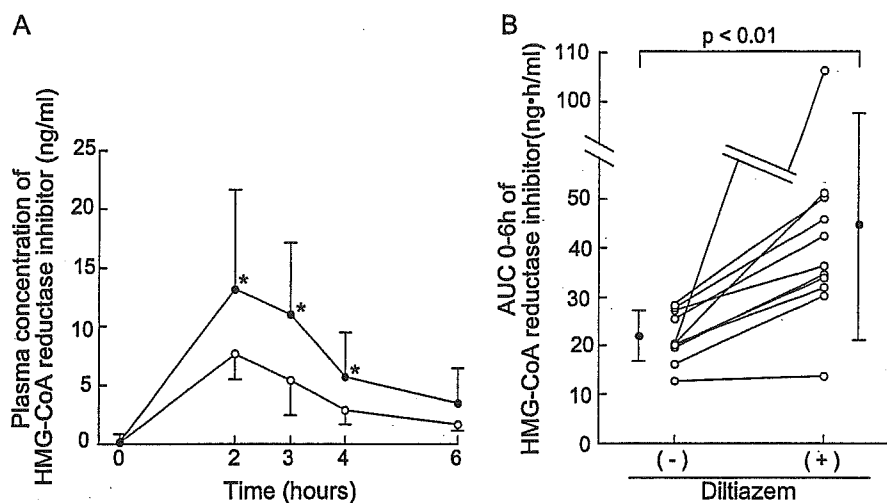 A
Plasma concentration of
HMG-CoA reductase inhibitor (ng/ml)
25
20
15
10
5
0
*
*
*
0 2 3 4 6
Time (hours)
B
p < 0.01
AUC 0-6h of
HMG-CoA reductase inhibitor(ng•h/ml)
110
100
50
40
30
20
10
0
( - ) ( + )
Diltiazem